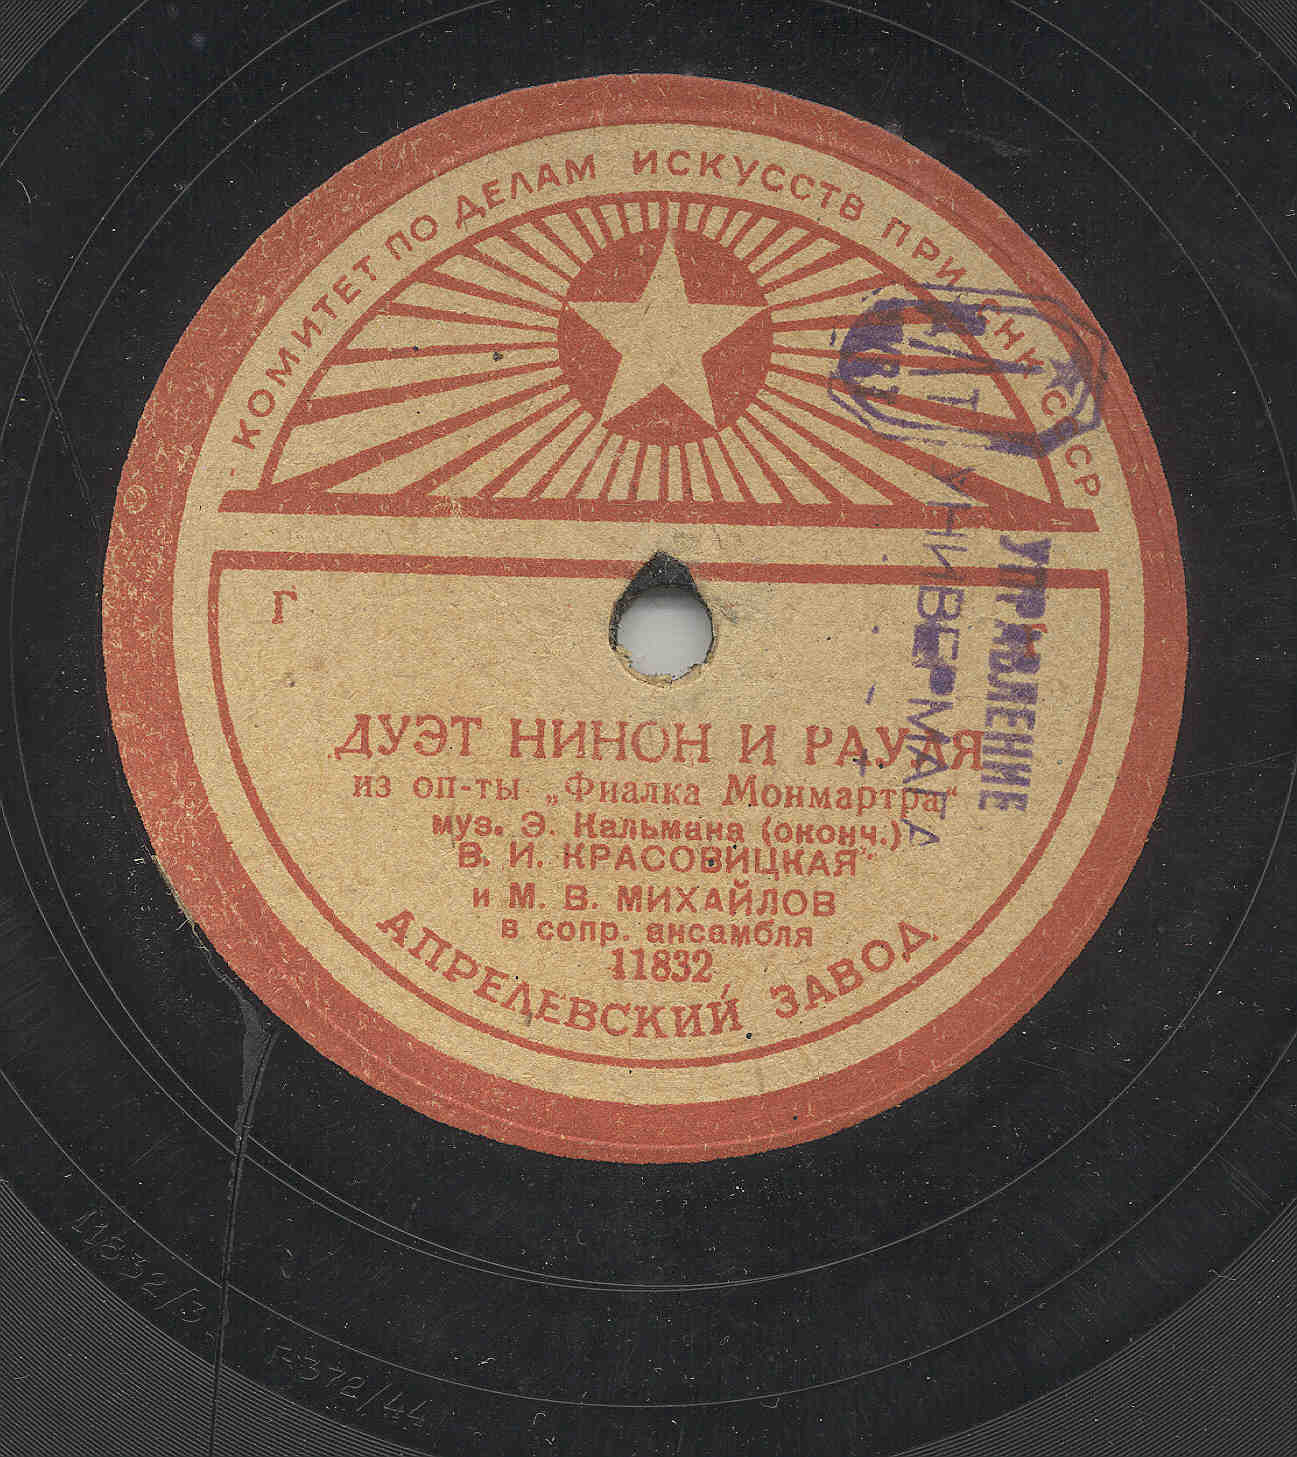 КОМИТЕТ ПО ДЕЛАМ ИСКУССТВ ПРИ СНК СССР
Г
ДУЭТ НИНОН И РАУЛЯ
из оп-ты „Фиалка Монмартра“
муз. Э. Кальмана (оконч.)
В. И. КРАСОВИЦКАЯ
и М. В. МИХАЙЛОВ
в сопр. ансамбля
11832
АПРЕЛЕВСКИЙ ЗАВОД
УПРАВЛЕНИЕ
УНИВЕРМАГА
11832/3
Г-372/44